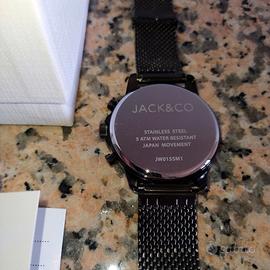 JACK&CO
STAINLESS STEEL
5 ATM WATER RESISTANT
JAPAN MOVEMENT
JW0155M1